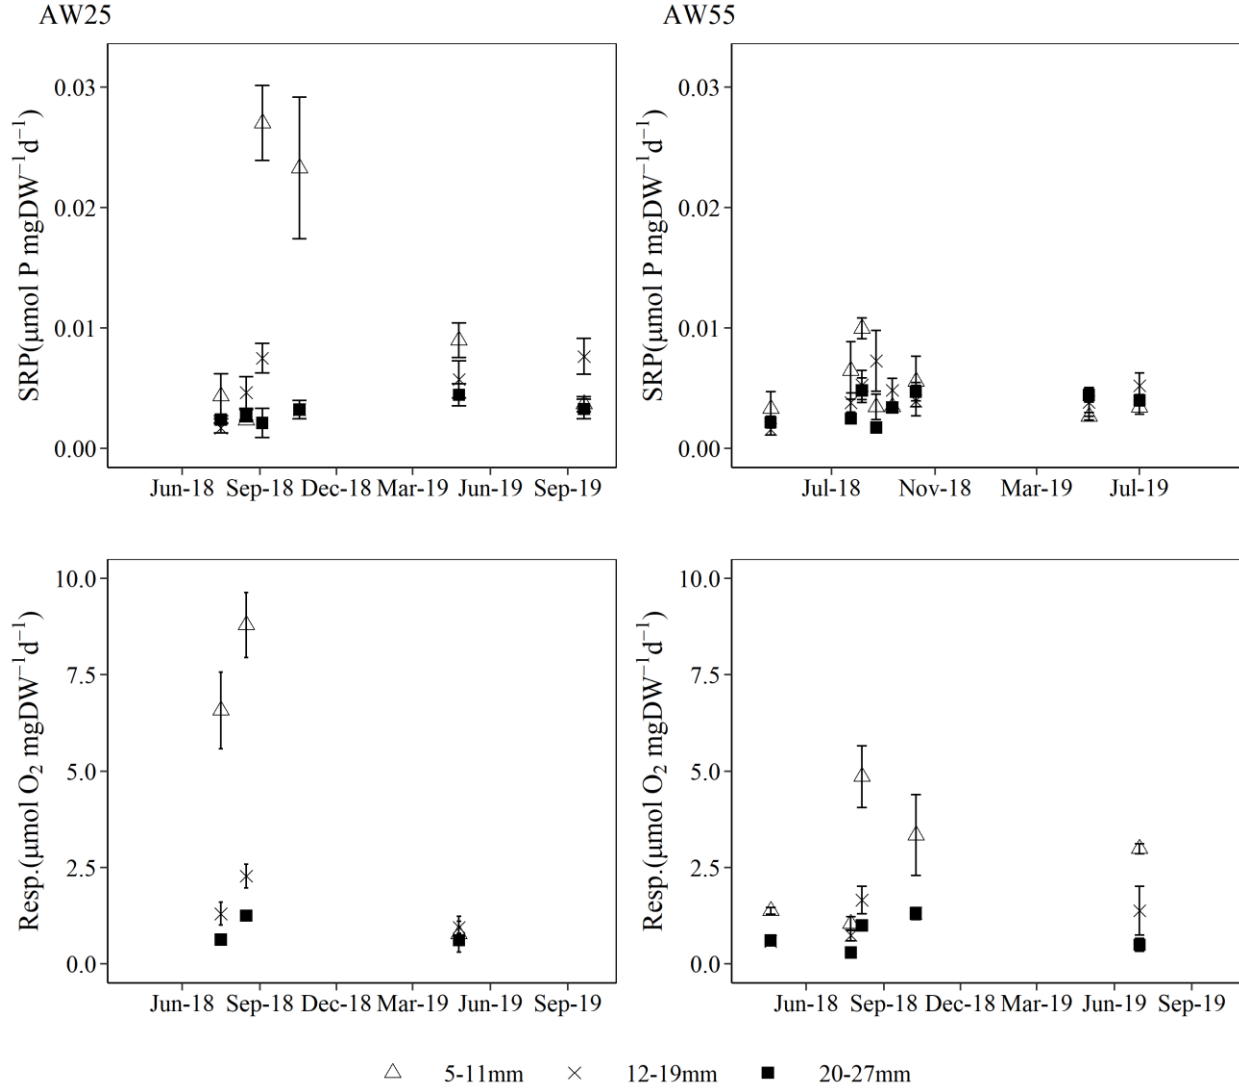 AW25
AW55
SRP(μmol P mgDW⁻¹d⁻¹)
0.03
0.02
0.01
0.00
Jun-18 Sep-18 Dec-18 Mar-19 Jun-19 Sep-19
SRP(μmol P mgDW⁻¹d⁻¹)
0.03
0.02
0.01
0.00
Jul-18 Nov-18 Mar-19 Jul-19
Resp.(μmol O₂ mgDW⁻¹d⁻¹)
10.0
7.5
5.0
2.5
0.0
Jun-18 Sep-18 Dec-18 Mar-19 Jun-19 Sep-19
Resp.(μmol O₂ mgDW⁻¹d⁻¹)
10.0
7.5
5.0
2.5
0.0
Jun-18 Sep-18 Dec-18 Mar-19 Jun-19 Sep-19
5-11mm 12-19mm 20-27mm